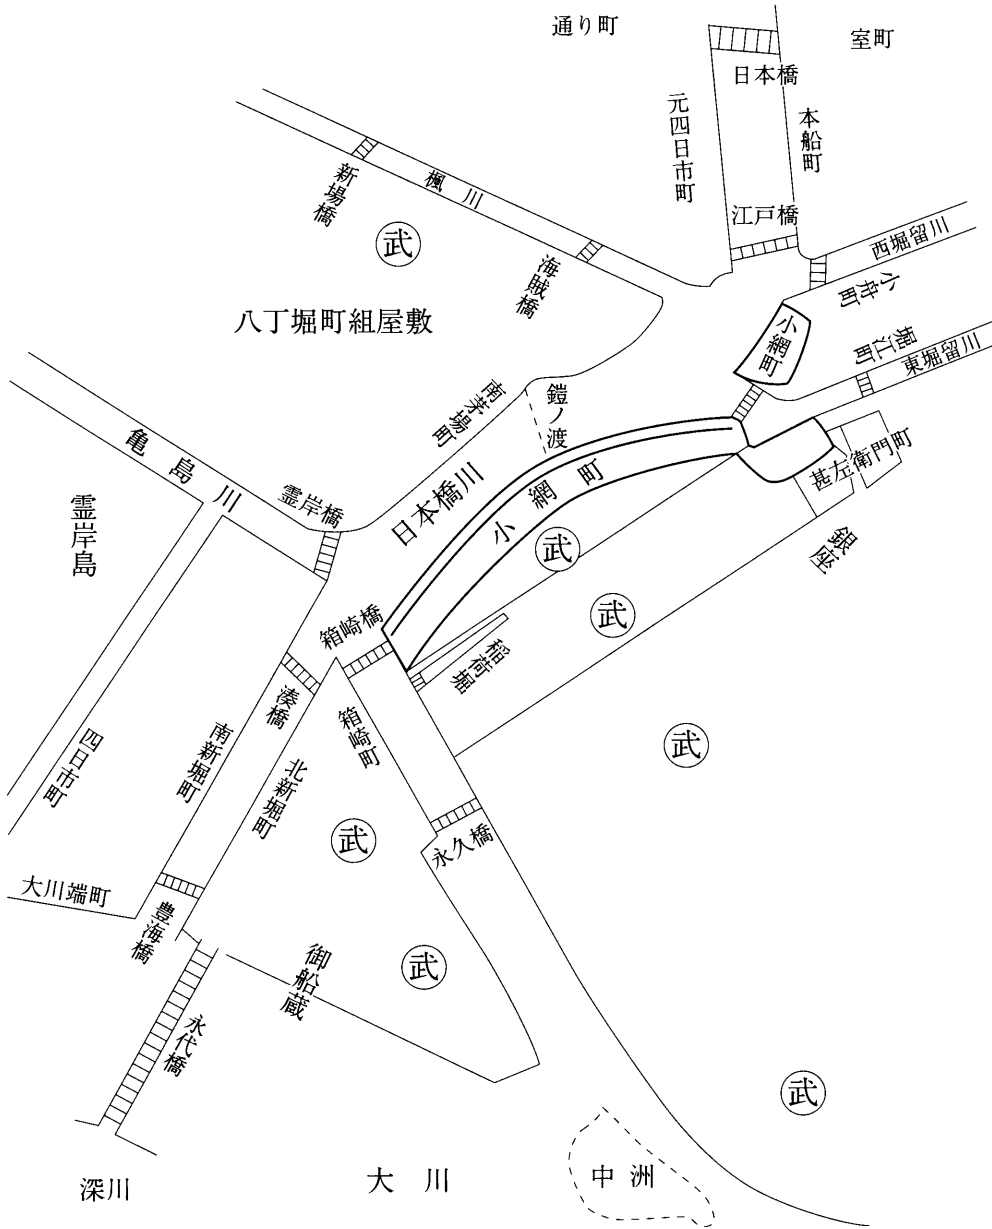 通り町
室町
日本橋
元四日市町
本船町
江戸橋
西堀留川
新場橋
楓川
武
海賊橋
小舟町
小網町
堀江町
東堀留川
八丁堀町組屋敷
南茅場町
鎧ノ渡
甚左衛門町
亀島川
霊岸橋
日本橋川
小網町
霊岸島
武
銀座
武
箱崎橋
稲荷堀
湊橋
箱崎町
南新堀町
四日市町
北新堀町
武
武
永久橋
大川端町
豊海橋
御船蔵
武
永代橋
武
深川
大川
中洲